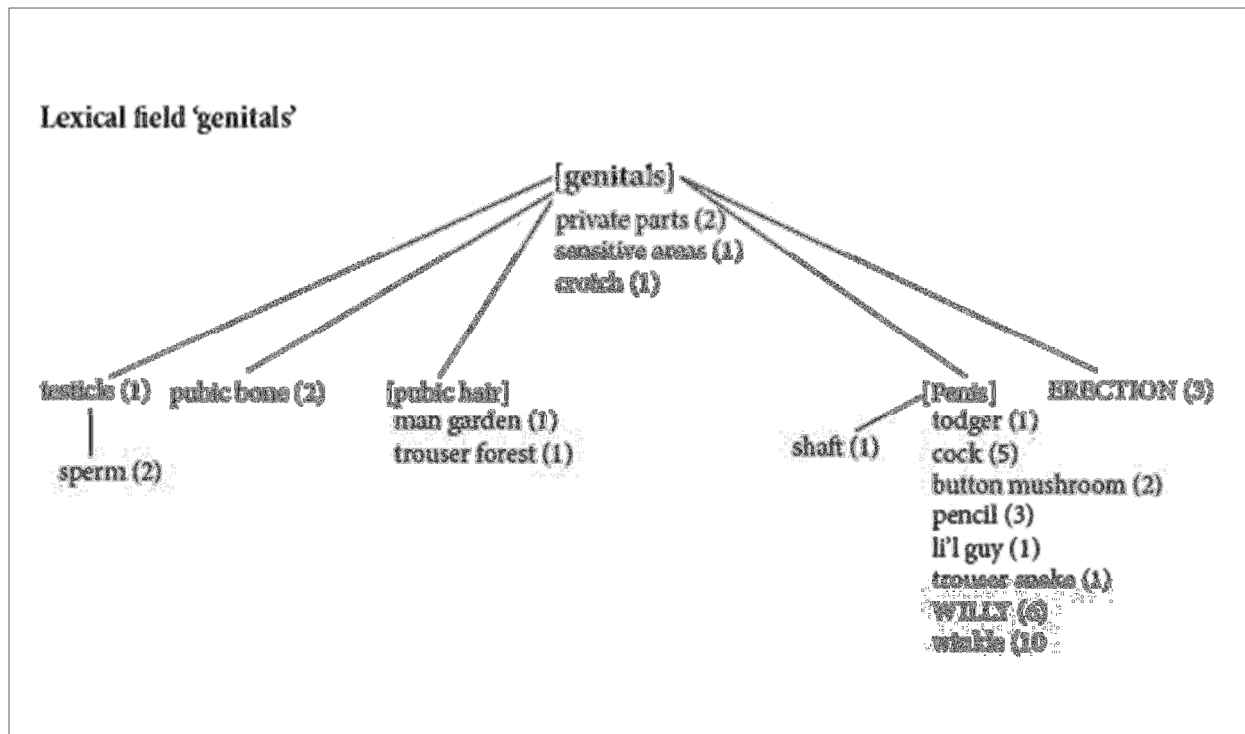 Lexical field ‘genitals’
[genitals]
private parts (2)
sensitive areas (1)
crotch (1)
testicle (1) pubic bone (2) [pubic hair] [Penis] ERECTION (3)
man garden (1) todger (1)
shaft (1)
trouser forest (1) cock (5)
sperm (2)
button mushroom (2)
pencil (3)
li’l guy (1)
trouser snake (1)
WILLY (6)
winkle (10